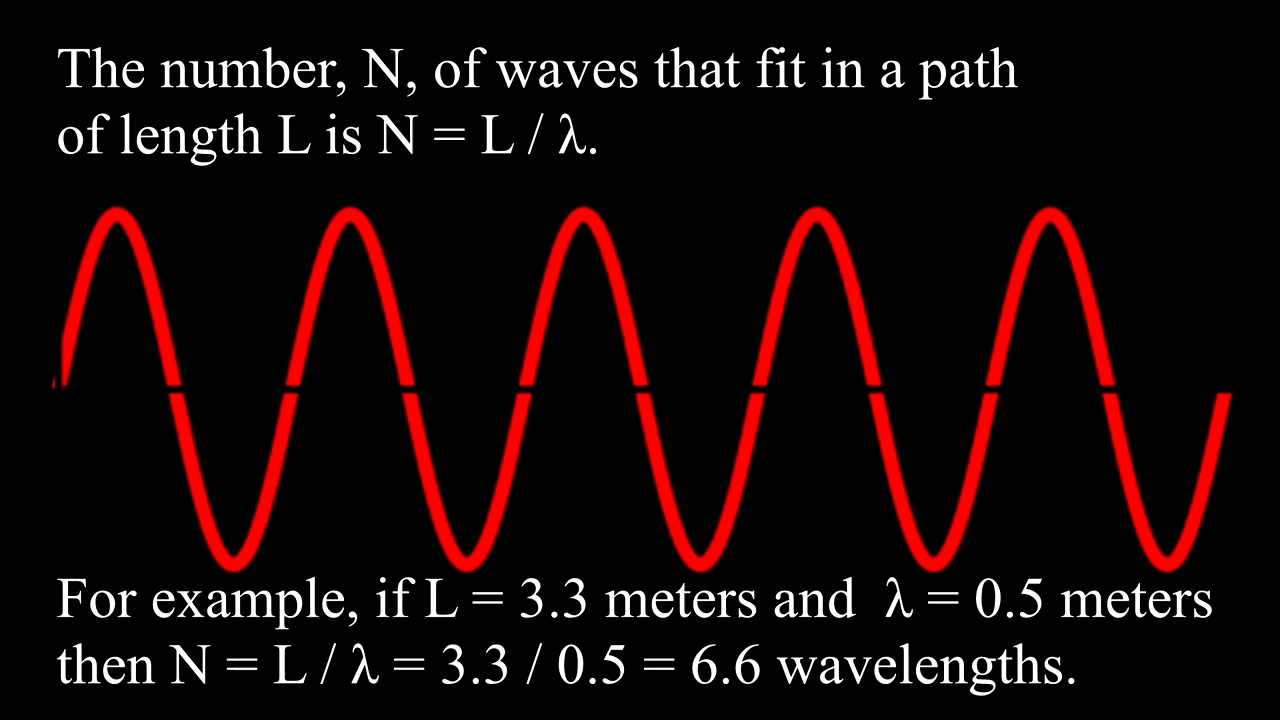 The number, N, of waves that fit in a path
of length L is N = L / λ.
For example, if L = 3.3 meters and  λ = 0.5 meters
then N = L / λ = 3.3 / 0.5 = 6.6 wavelengths.